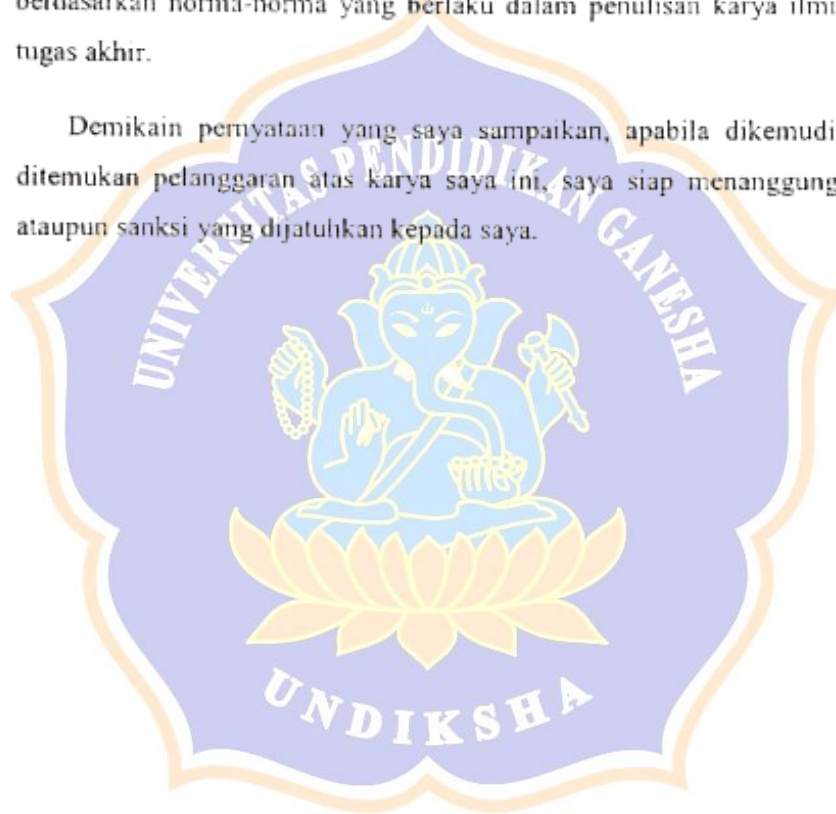 berdasarkan norma-norma yang berlaku dalam penulisan karya ilmi
tugas akhir.
Demikain pernyataan yang saya sampaikan, apabila dikemudi
ditemukan pelanggaran atas karya saya ini, saya siap menanggung
ataupun sanksi yang dijatuhkan kepada saya.
UNIVERSITAS PENDIDIKAN GANESHA
UNDIKSHA